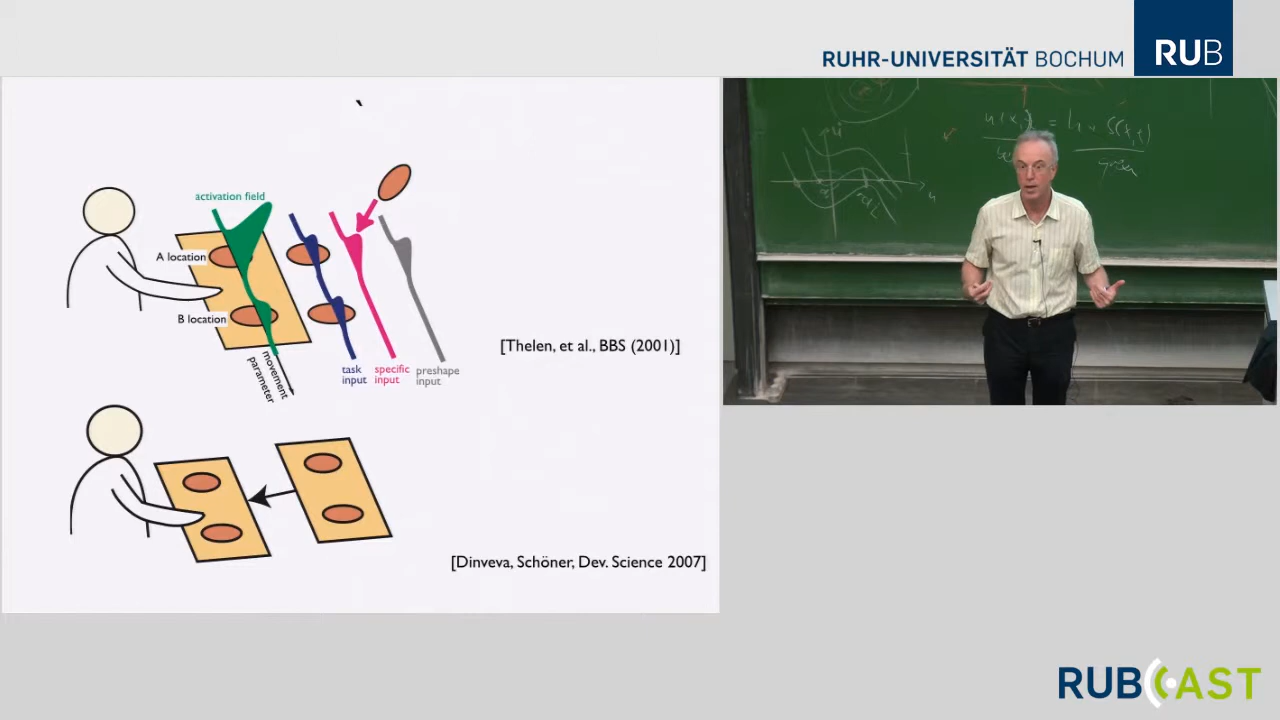 RUHR-UNIVERSITÄT BOCHUM
RUB
activation field
A location
B location
movement
parameter
task
input
specific
input
preshape
input
[Thelen, et al., BBS (2001)]
[Dinveva, Schöner, Dev. Science 2007]
RUBCAST